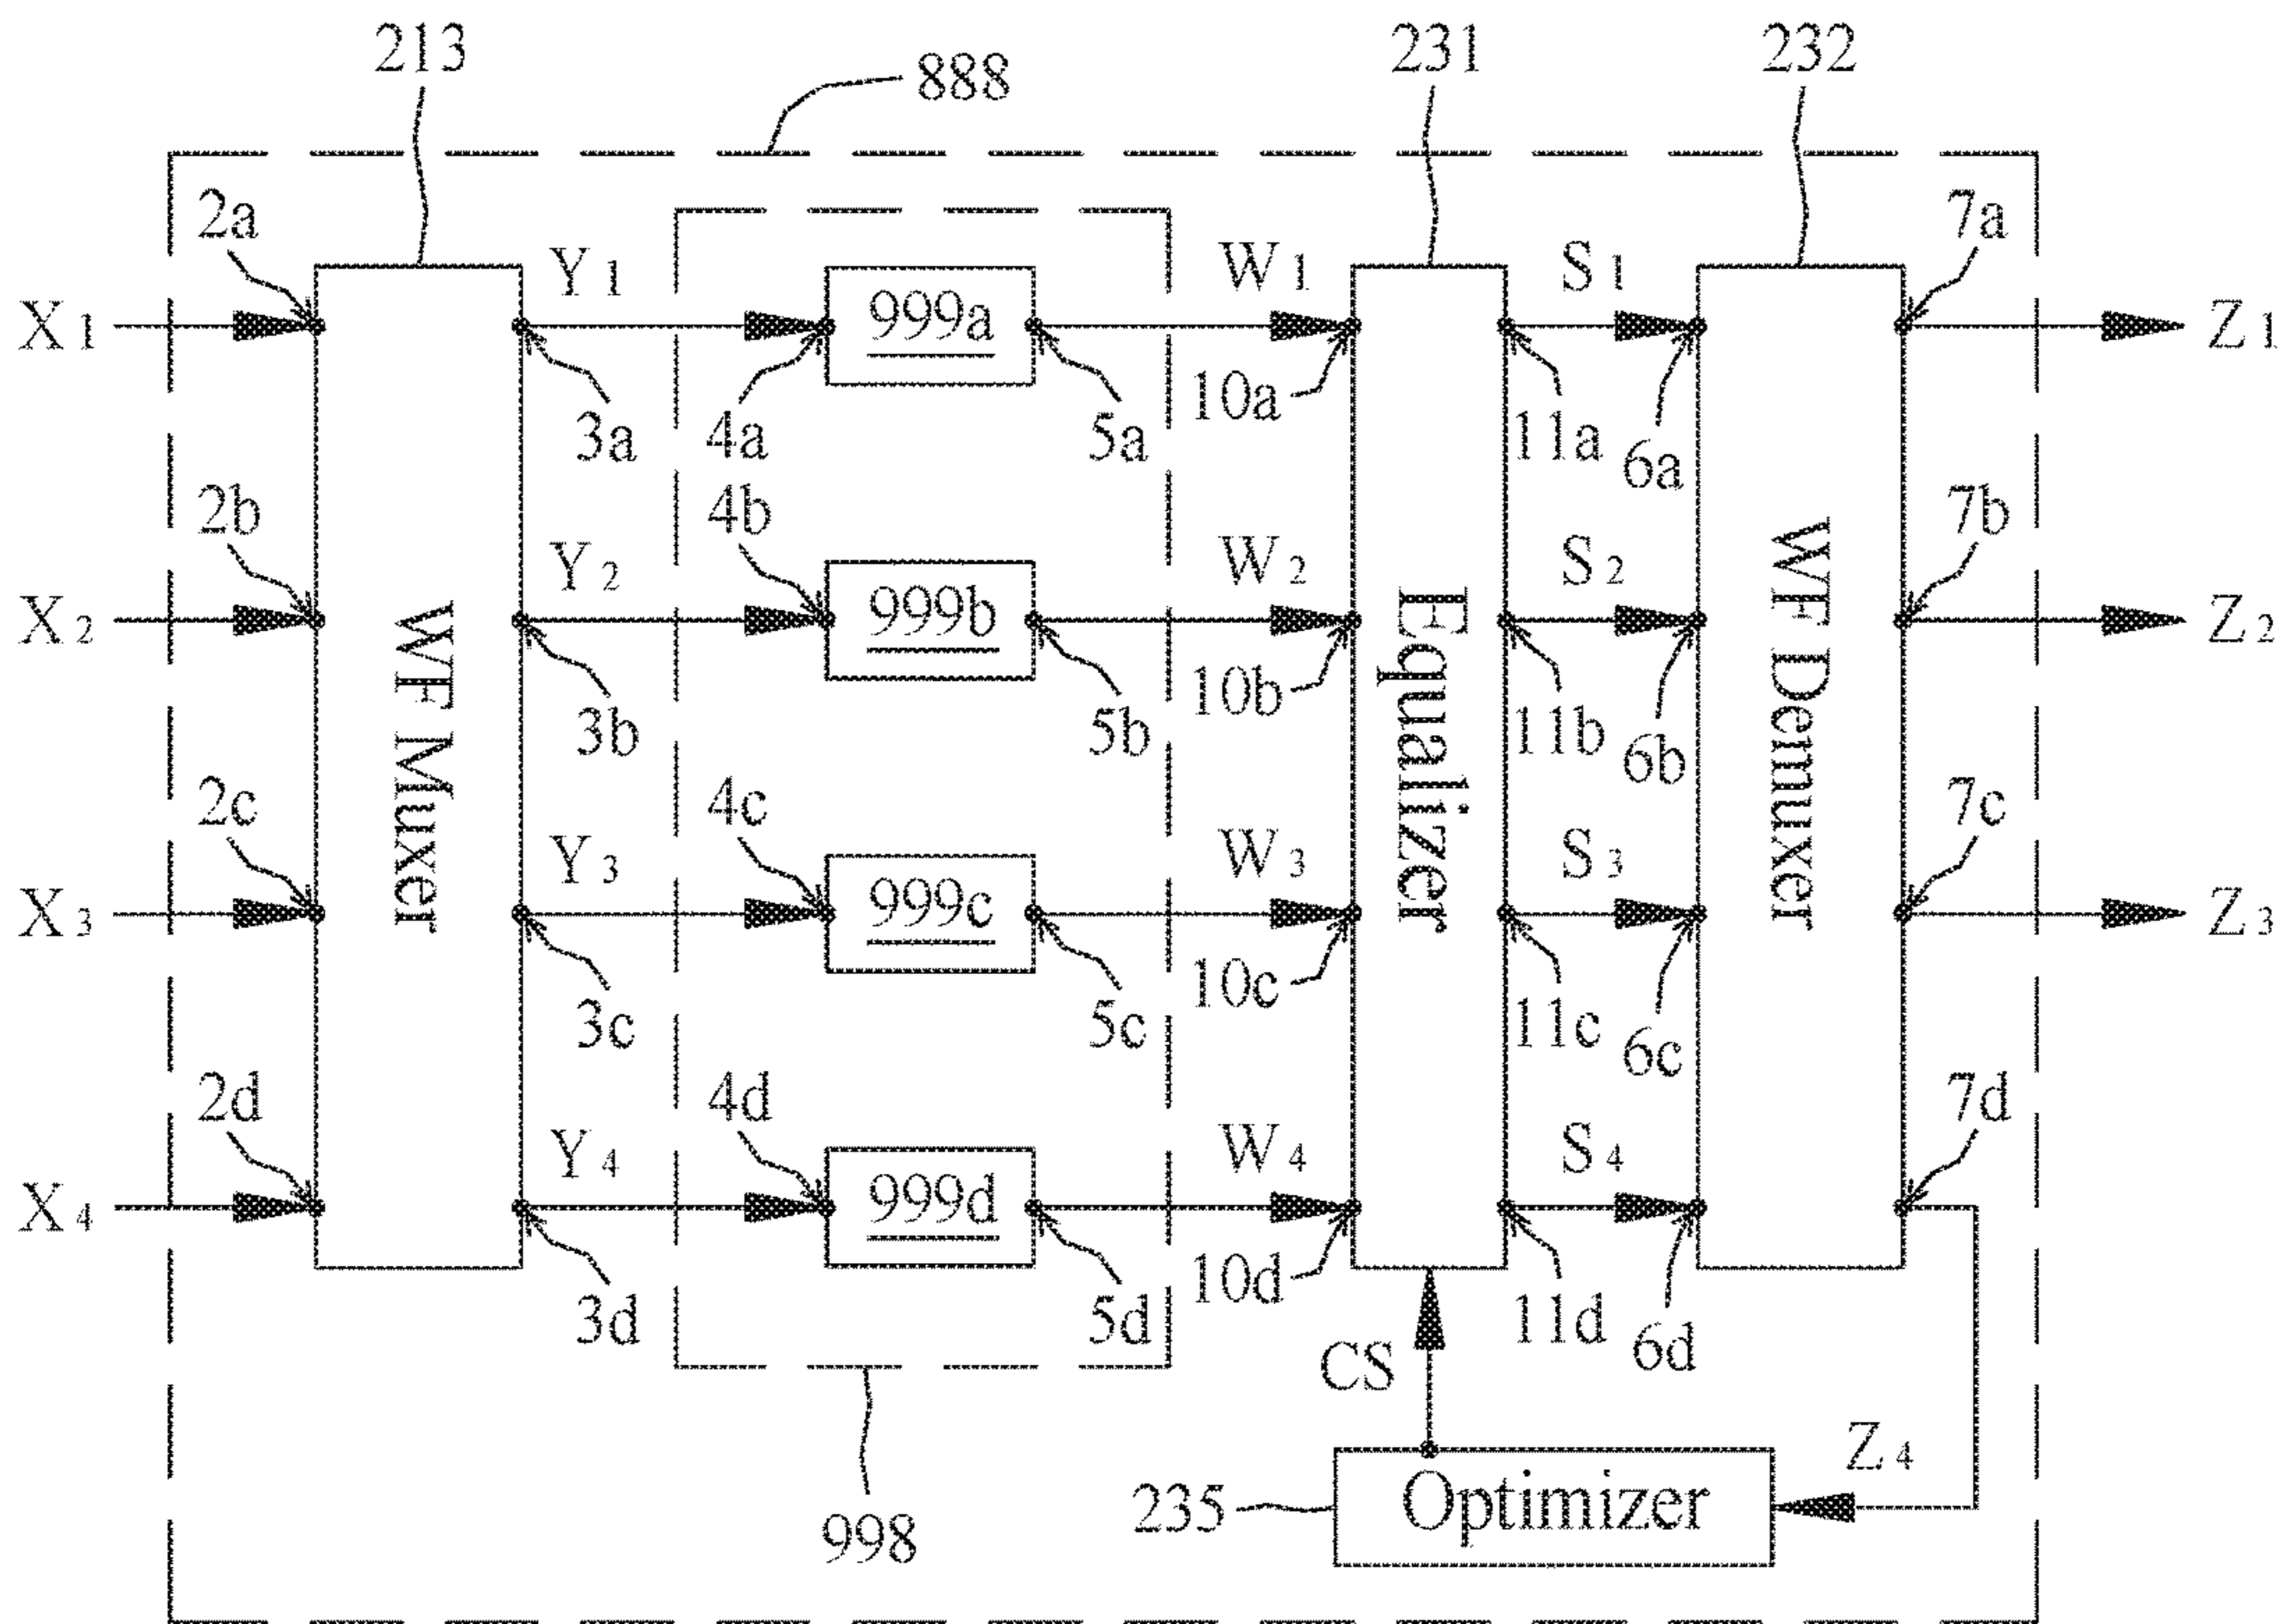 213
888
231
232
2a
7a
X1
Y1
999a
W1
S1
Z1
3a
4a
5a
10a
11a
6a
2b
4b
7b
X2
Y2
999b
W2
S2
Z2
3b
5b
10b
11b
6b
WF Muxer
Equalizer
WF Demuxer
2c
4c
7c
X3
Y3
999c
W3
S3
Z3
3c
5c
10c
11c
6c
2d
4d
7d
X4
Y4
999d
W4
S4
3d
5d
10d
11d
6d
CS
Z4
235
Optimizer
998